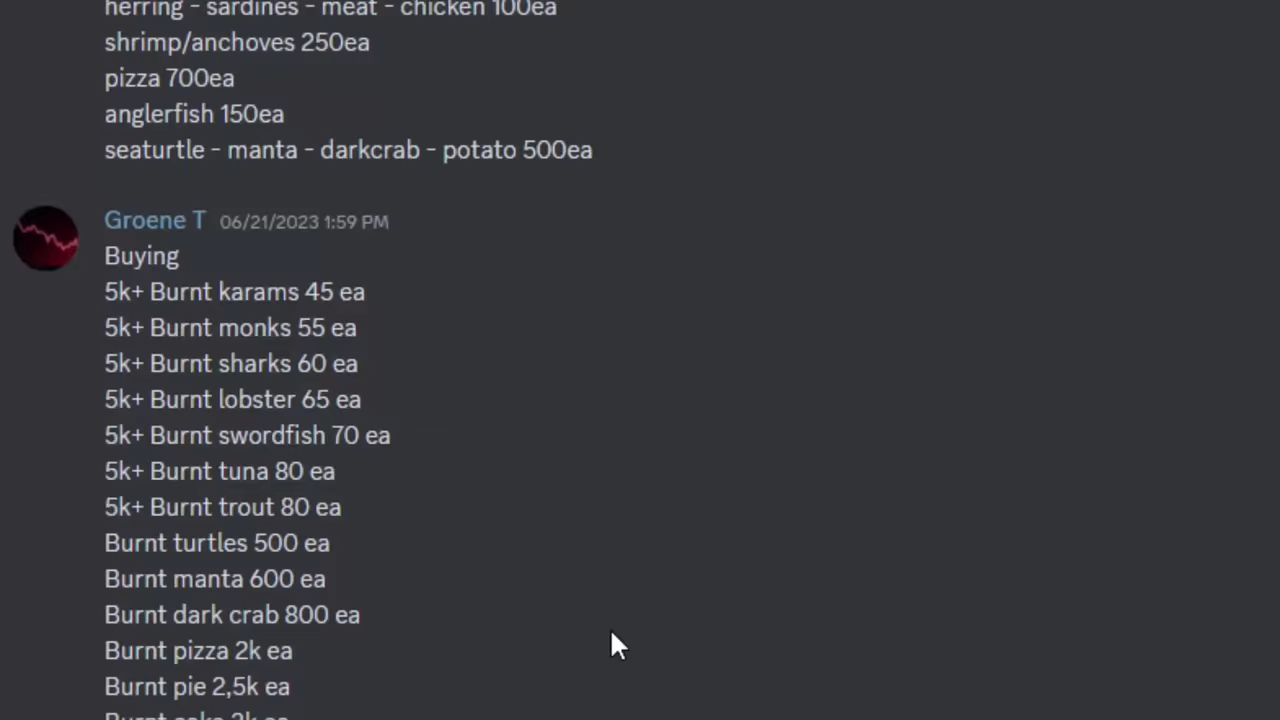 herring - sardines - meat - chicken 100ea
shrimp/anchoves 250ea
pizza 700ea
anglerfish 150ea
seaturtle - manta - darkcrab - potato 500ea
Groene T 06/21/2023 1:59 PM
Buying
5k+ Burnt karams 45 ea
5k+ Burnt monks 55 ea
5k+ Burnt sharks 60 ea
5k+ Burnt lobster 65 ea
5k+ Burnt swordfish 70 ea
5k+ Burnt tuna 80 ea
5k+ Burnt trout 80 ea
Burnt turtles 500 ea
Burnt manta 600 ea
Burnt dark crab 800 ea
Burnt pizza 2k ea
Burnt pie 2,5k ea
Burnt cake